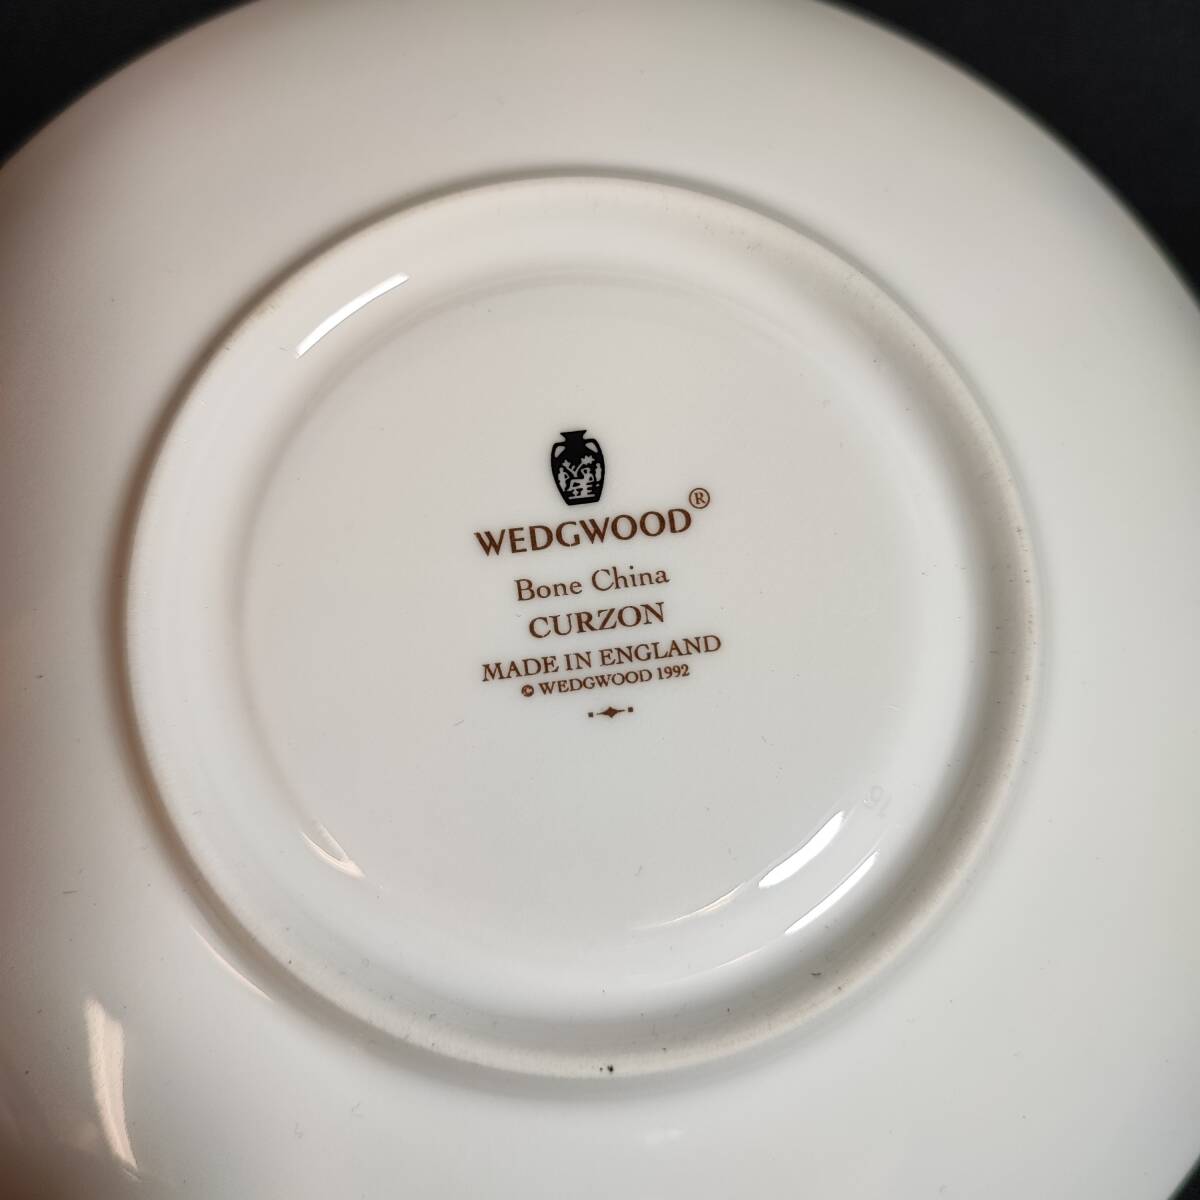 WEDGWOOD®
Bone China
CURZON
MADE IN ENGLAND
© WEDGWOOD 1992